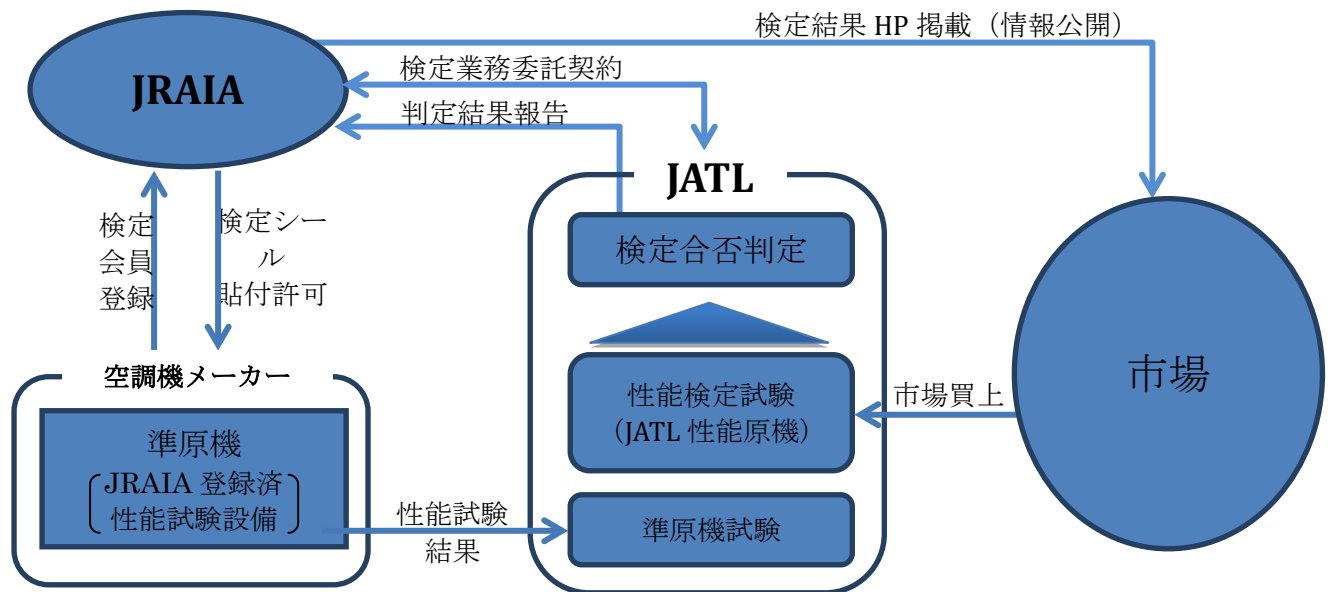 検定結果 HP 掲載（情報公開）
JRAIA
検定業務委託契約
判定結果報告
JATL
検定
会員
登録
検定シー
ル
貼付許可
検定合否判定
空調機メーカー
準原機
JRAIA 登録済
性能試験設備
性能検定試験
（JATL 性能原機）
市場買上
市場
性能試験
結果
準原機試験